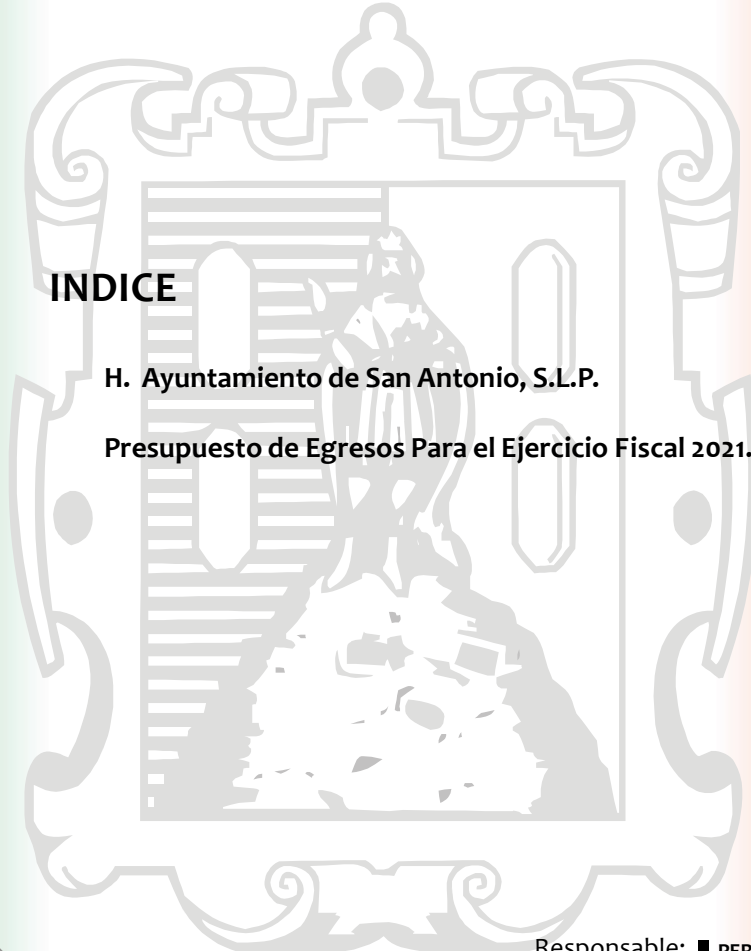 INDICE
H. Ayuntamiento de San Antonio, S.L.P.
Presupuesto de Egresos Para el Ejercicio Fiscal 2021.
Responsable: